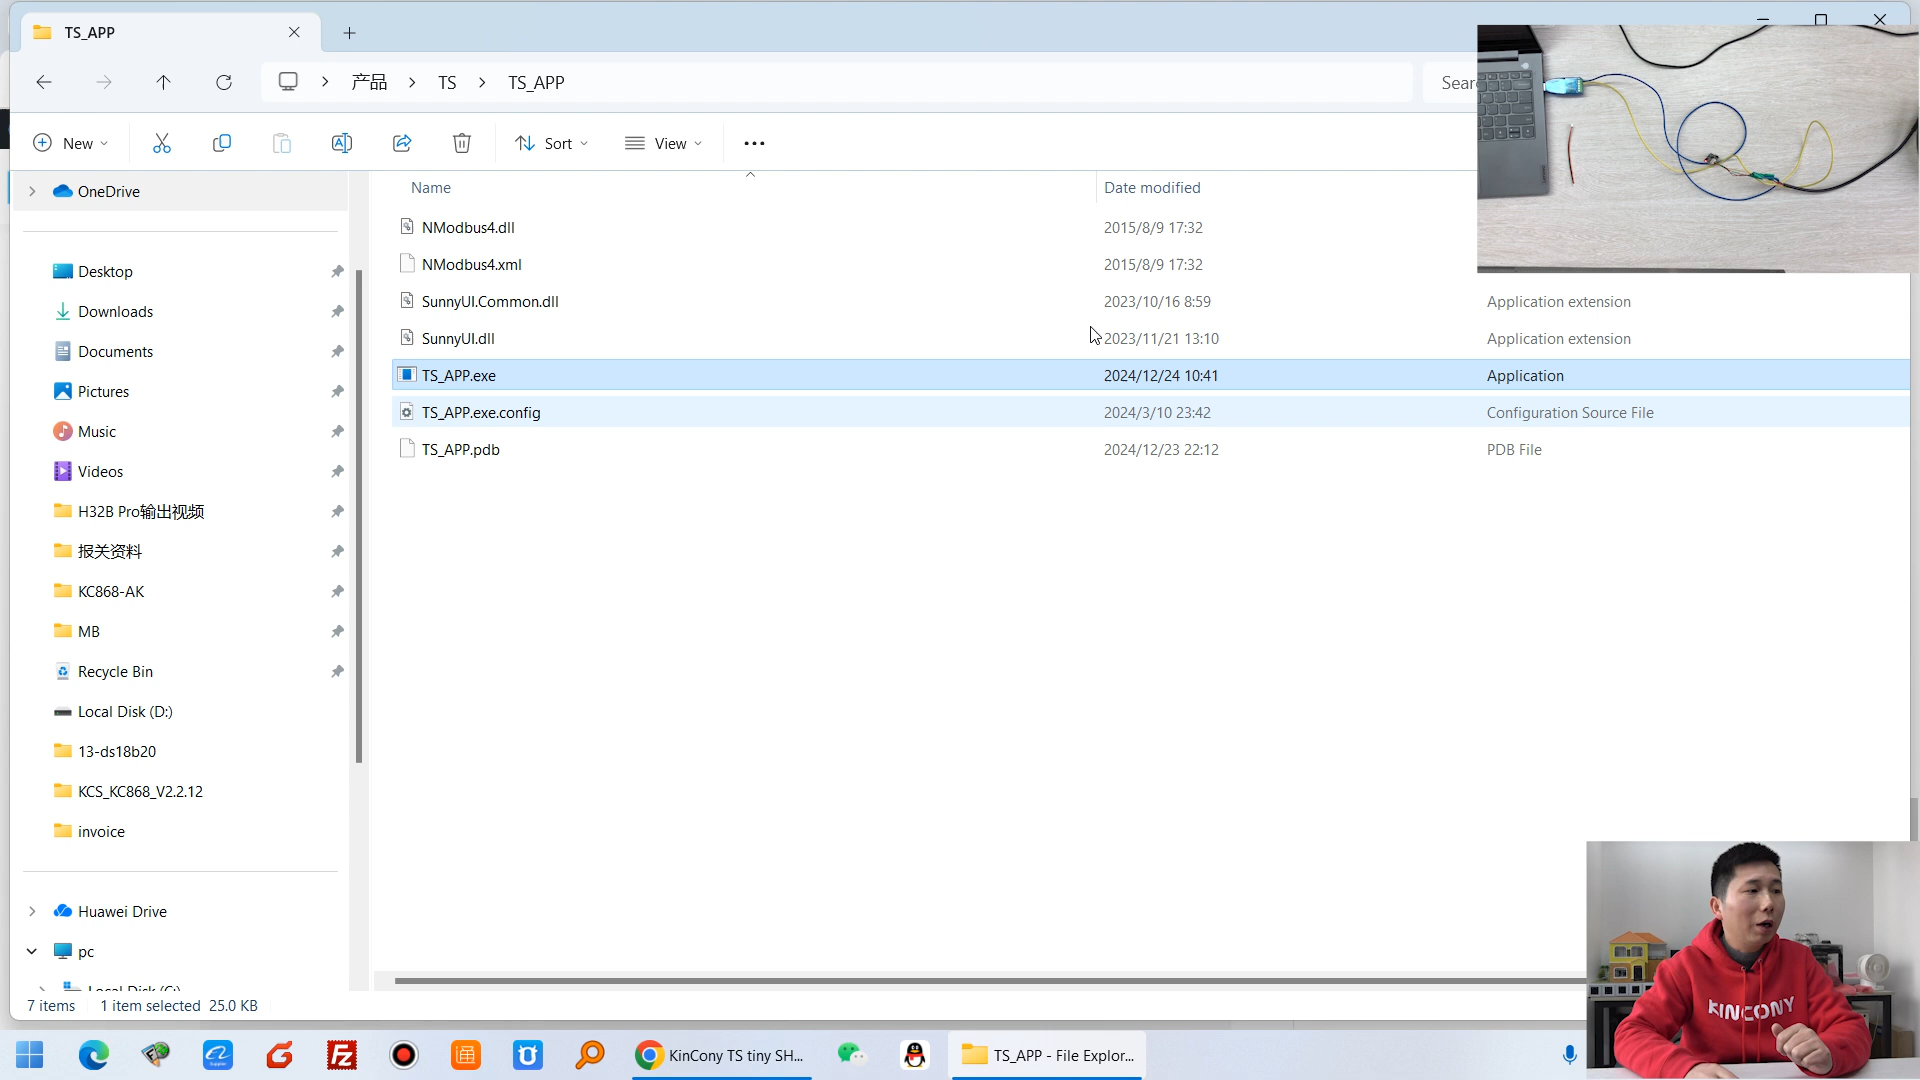 TS_APP
产品 TS TS_APP
Sear
New Sort View
OneDrive
Name Date modified
NModbus4.dll 2015/8/9 17:32
NModbus4.xml 2015/8/9 17:32
SunnyUI.Common.dll 2023/10/16 8:59 Application extension
SunnyUI.dll 2023/11/21 13:10 Application extension
TS_APP.exe 2024/12/24 10:41 Application
TS_APP.exe.config 2024/3/10 23:42 Configuration Source File
TS_APP.pdb 2024/12/23 22:12 PDB File
Desktop
Downloads
Documents
Pictures
Music
Videos
H32B Pro输出视频
报关资料
KC868-AK
MB
Recycle Bin
Local Disk (D:)
13-ds18b20
KCS_KC868_V2.2.12
invoice
Huawei Drive
pc
Local Disk (C:)
7 items 1 item selected 25.0 KB
KinCony TS tiny SH...
TS_APP - File Explor...
KINCONY